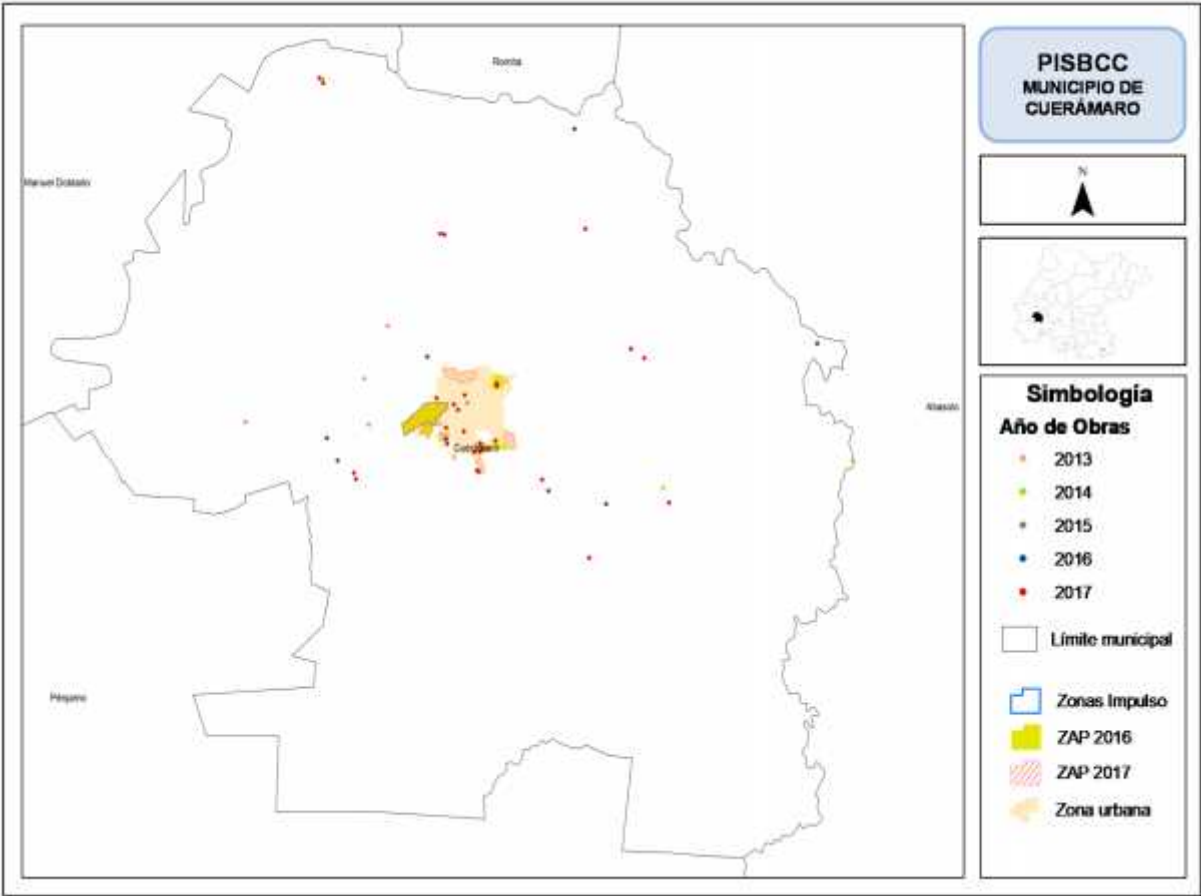 Romita
Manuel Doblado
Abasolo
Pénjamo
PISBCC
MUNICIPIO DE
CUERÁMARO
N
Simbología
Año de Obras
2013
2014
2015
2016
2017
Límite municipal
Zonas Impulso
ZAP 2016
ZAP 2017
Zona urbana